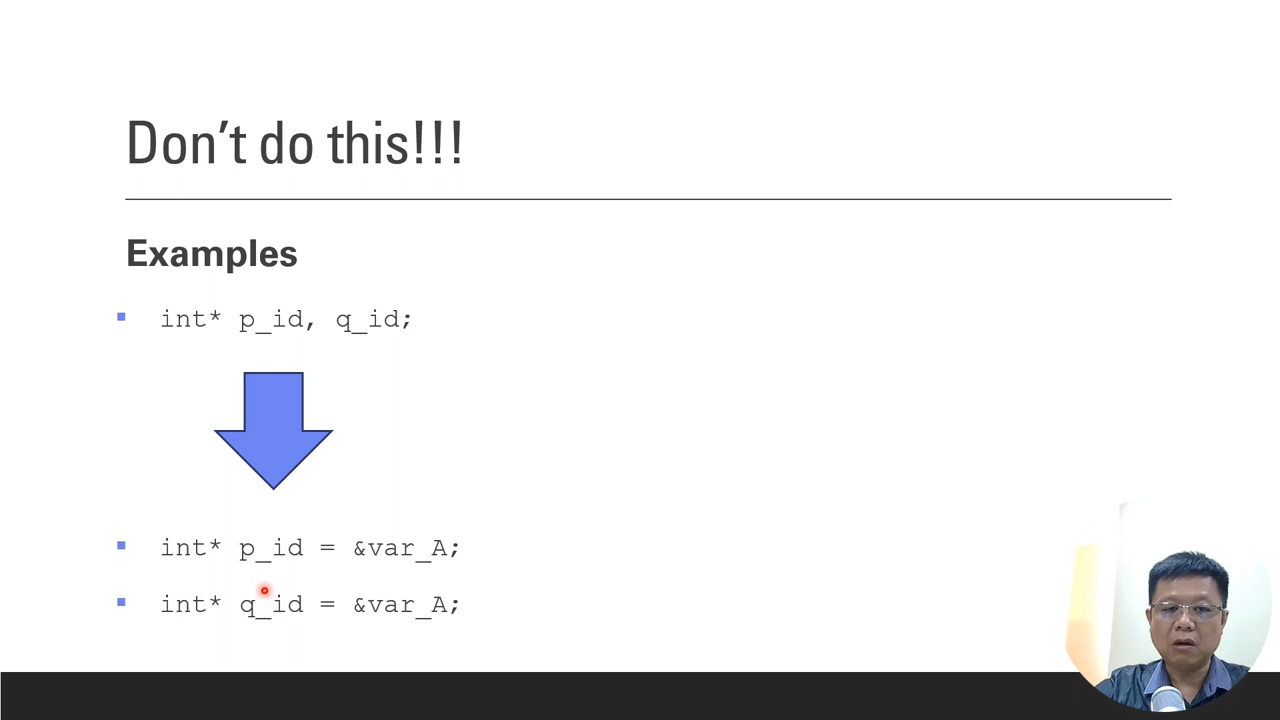 Don't do this!!!
Examples
int* p_id, q_id;
int* p_id = &var_A;
int* q_id = &var_A;